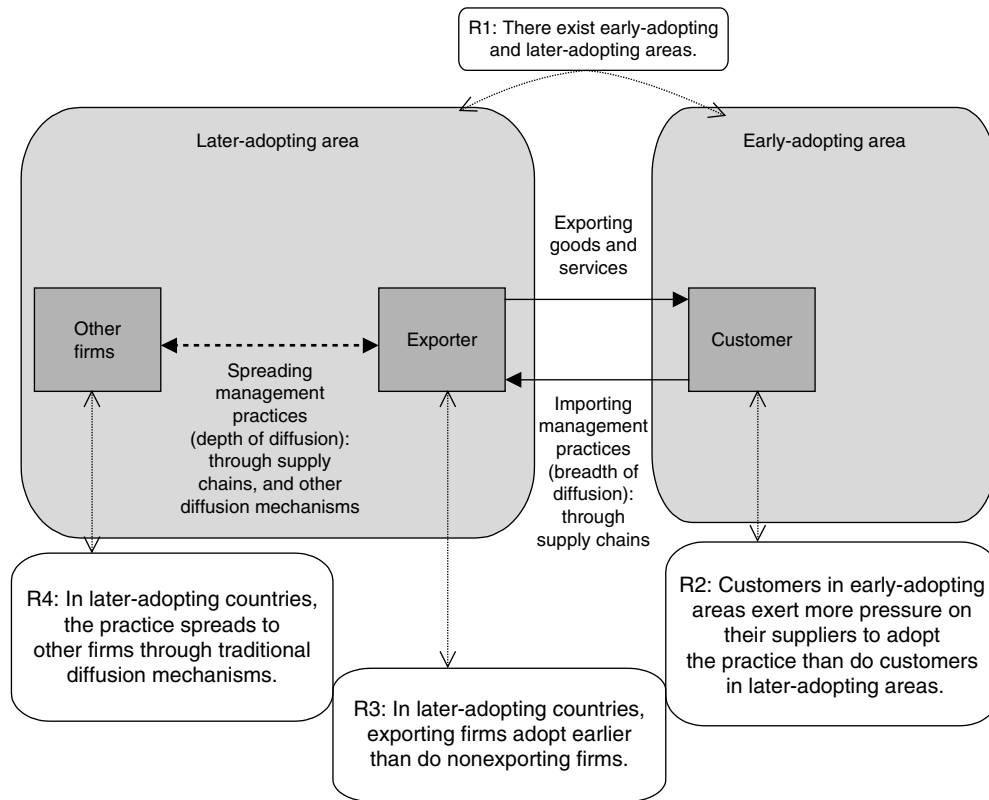 R1: There exist early-adopting
and later-adopting areas.
Later-adopting area
Early-adopting area
Exporting
goods and
services
Other
firms
Exporter
Customer
Spreading
management
practices
(depth of diffusion):
through supply
chains, and other
diffusion mechanisms
Importing
management
practices
(breadth of
diffusion):
through
supply chains
R4: In later-adopting countries,
the practice spreads to
other firms through traditional
diffusion mechanisms.
R3: In later-adopting countries,
exporting firms adopt earlier
than do nonexporting firms.
R2: Customers in early-adopting
areas exert more pressure on
their suppliers to adopt
the practice than do customers
in later-adopting areas.